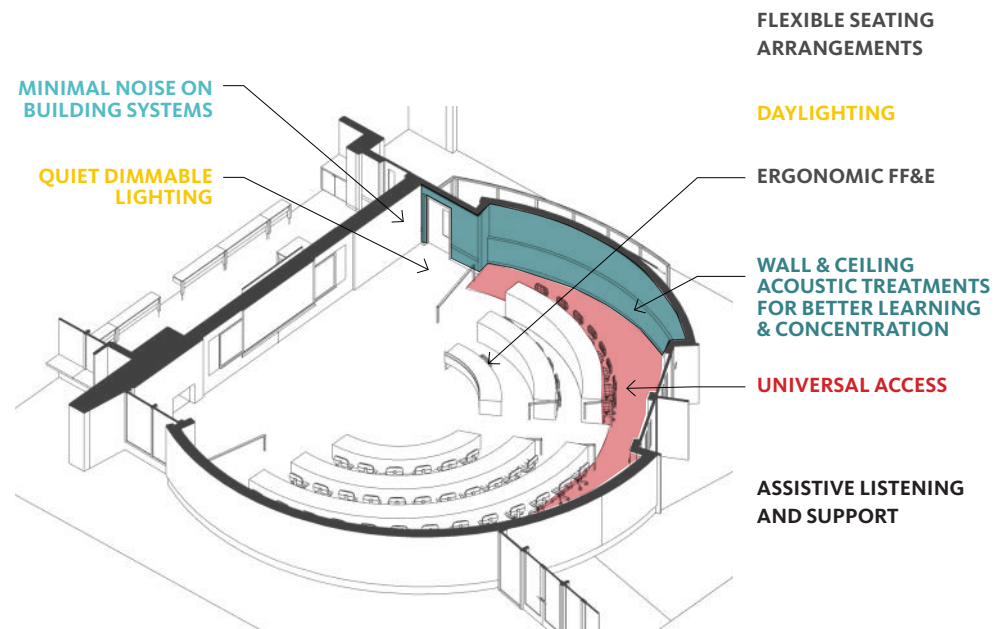 FLEXIBLE SEATING
ARRANGEMENTS
MINIMAL NOISE ON
BUILDING SYSTEMS
DAYLIGHTING
QUIET DIMMABLE
LIGHTING
ERGONOMIC FF&E
WALL & CEILING
ACOUSTIC TREATMENTS
FOR BETTER LEARNING
& CONCENTRATION
UNIVERSAL ACCESS
ASSISTIVE LISTENING
AND SUPPORT